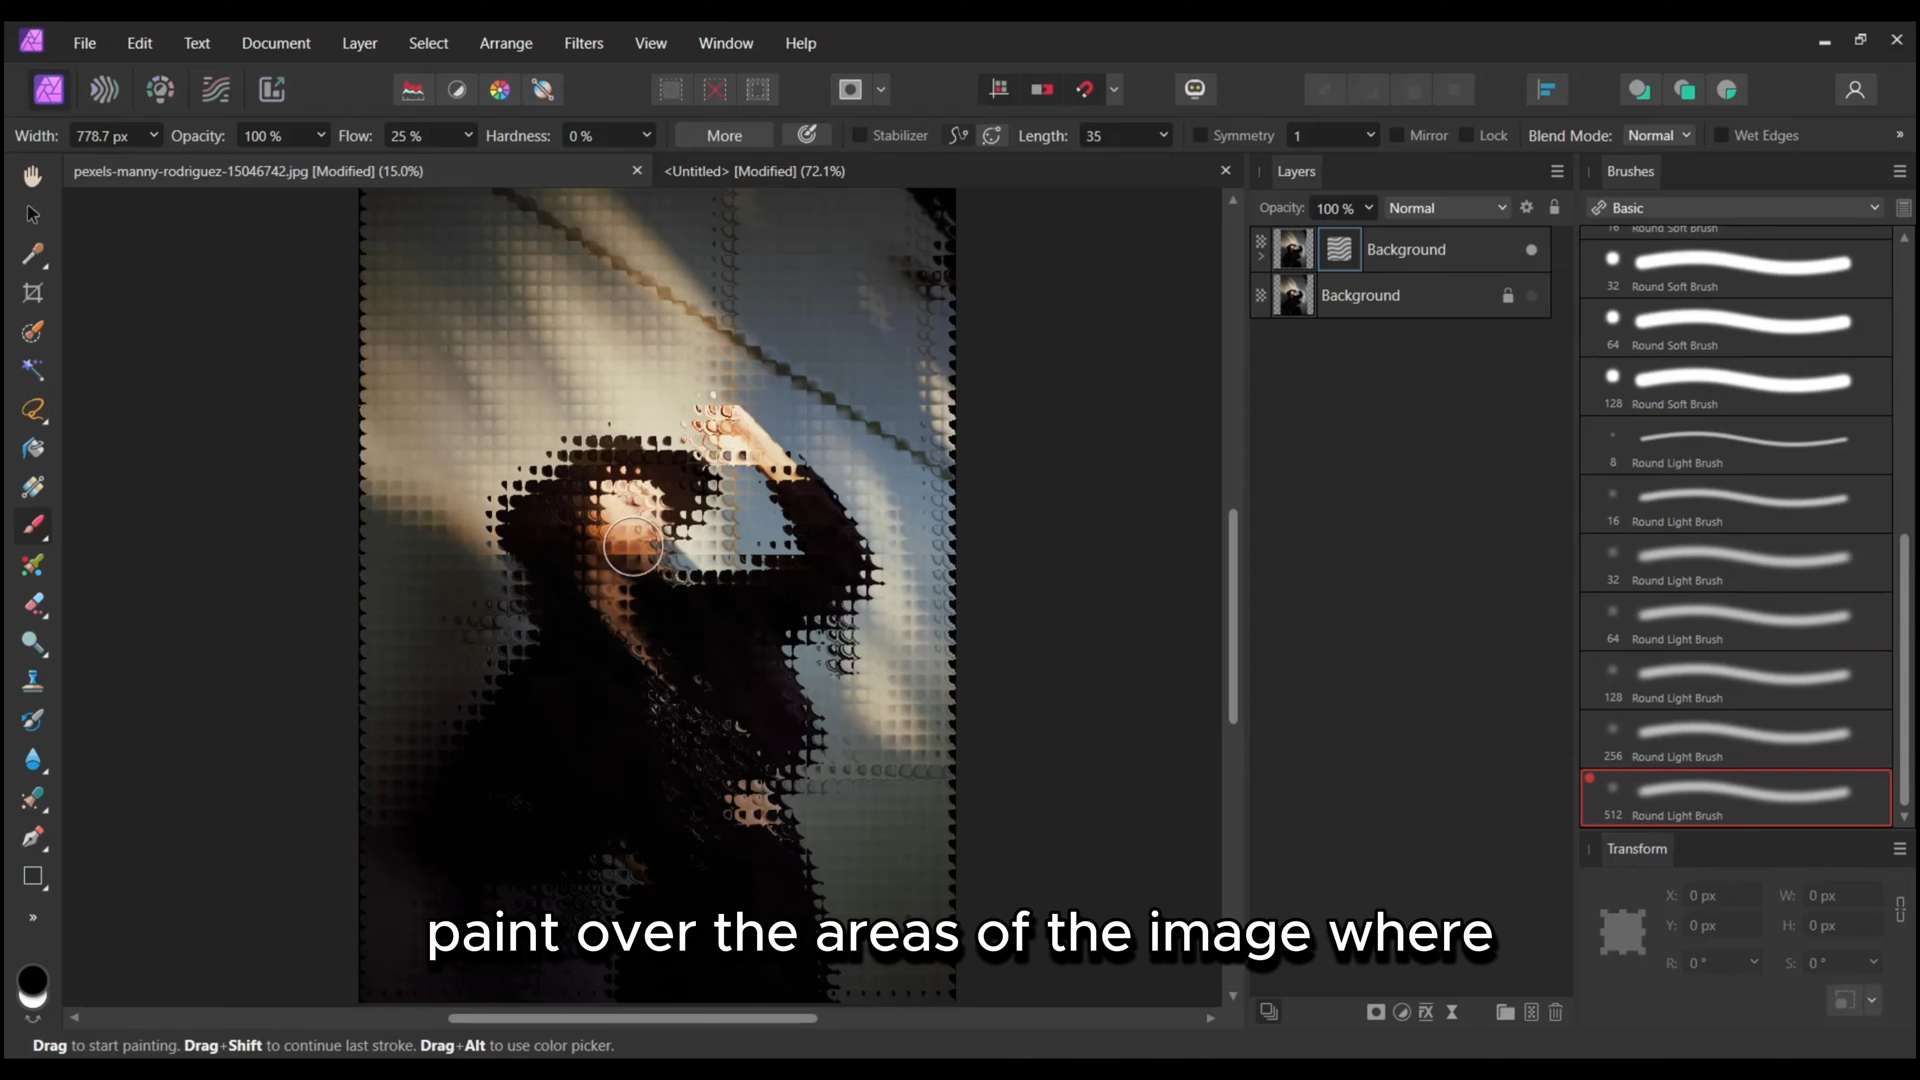 File Edit Text Document Layer Select Arrange Filters View Window Help
Width: 778.7 px Opacity: 100 % Flow: 25 % Hardness: 0 % More Stabilizer Length: 35 Symmetry 1 Mirror Lock Blend Mode: Normal Wet Edges »
pexels-manny-rodriguez-15046742.jpg [Modified] (15.0%) <Untitled> [Modified] (72.1%)
Layers
Opacity: 100 % Normal
Background
Background
Brushes
Basic
16 Round Soft Brush
32 Round Soft Brush
64 Round Soft Brush
128 Round Soft Brush
8 Round Light Brush
16 Round Light Brush
32 Round Light Brush
64 Round Light Brush
128 Round Light Brush
256 Round Light Brush
512 Round Light Brush
Transform
X: 0 px W: 0 px
Y: 0 px H: 0 px
R: 0 ° S: 0 °
paint over the areas of the image where
Drag to start painting. Drag+Shift to continue last stroke. Drag+Alt to use color picker.